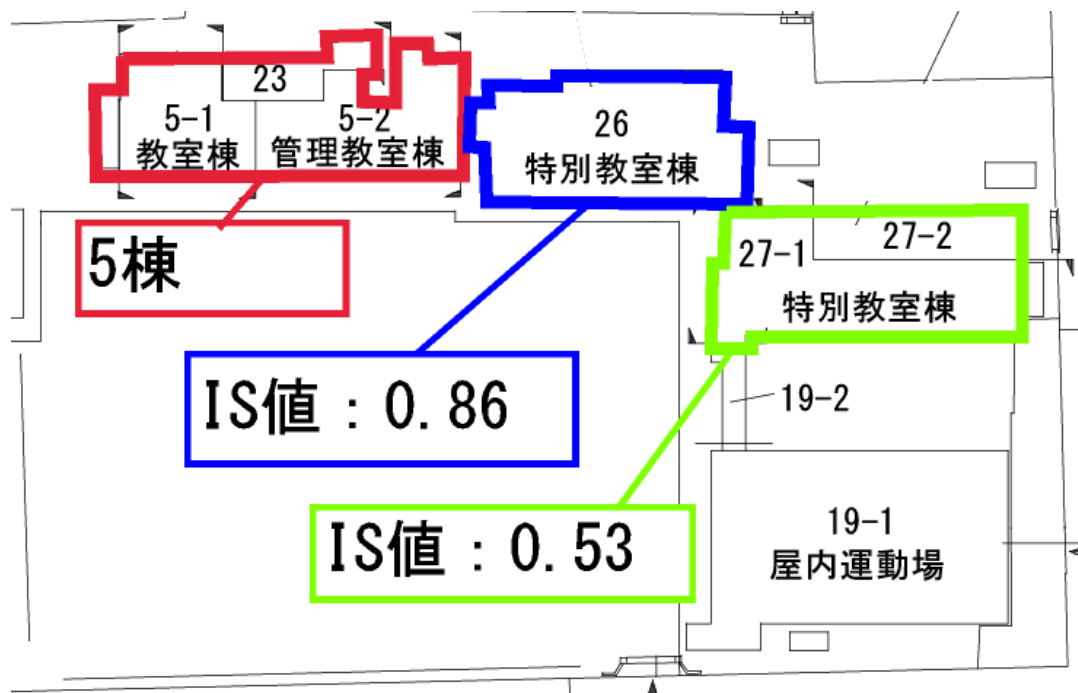 23
5-1
教室棟
5-2
管理教室棟
26
特別教室棟
5棟
27-1
27-2
特別教室棟
IS値：0.86
19-2
IS値：0.53
19-1
屋内運動場